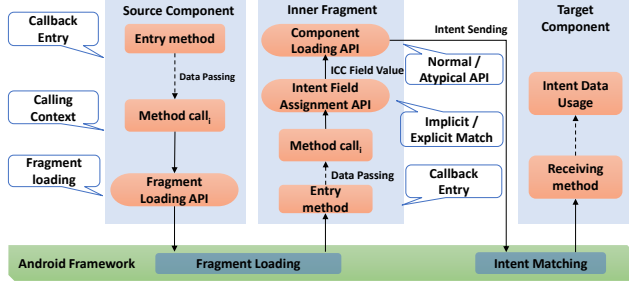 Source Component
Inner Fragment
Target
Component
Callback
Entry
Calling
Context
Fragment
loading
Entry method
Data Passing
Method callᵢ
Fragment
Loading API
Component
Loading API
ICC Field Value
Intent Field
Assignment API
Method callᵢ
Data Passing
Entry
method
Intent Sending
Normal /
Atypical API
Implicit /
Explicit Match
Callback
Entry
Intent Data
Usage
Receiving
method
Android Framework
Fragment Loading
Intent Matching